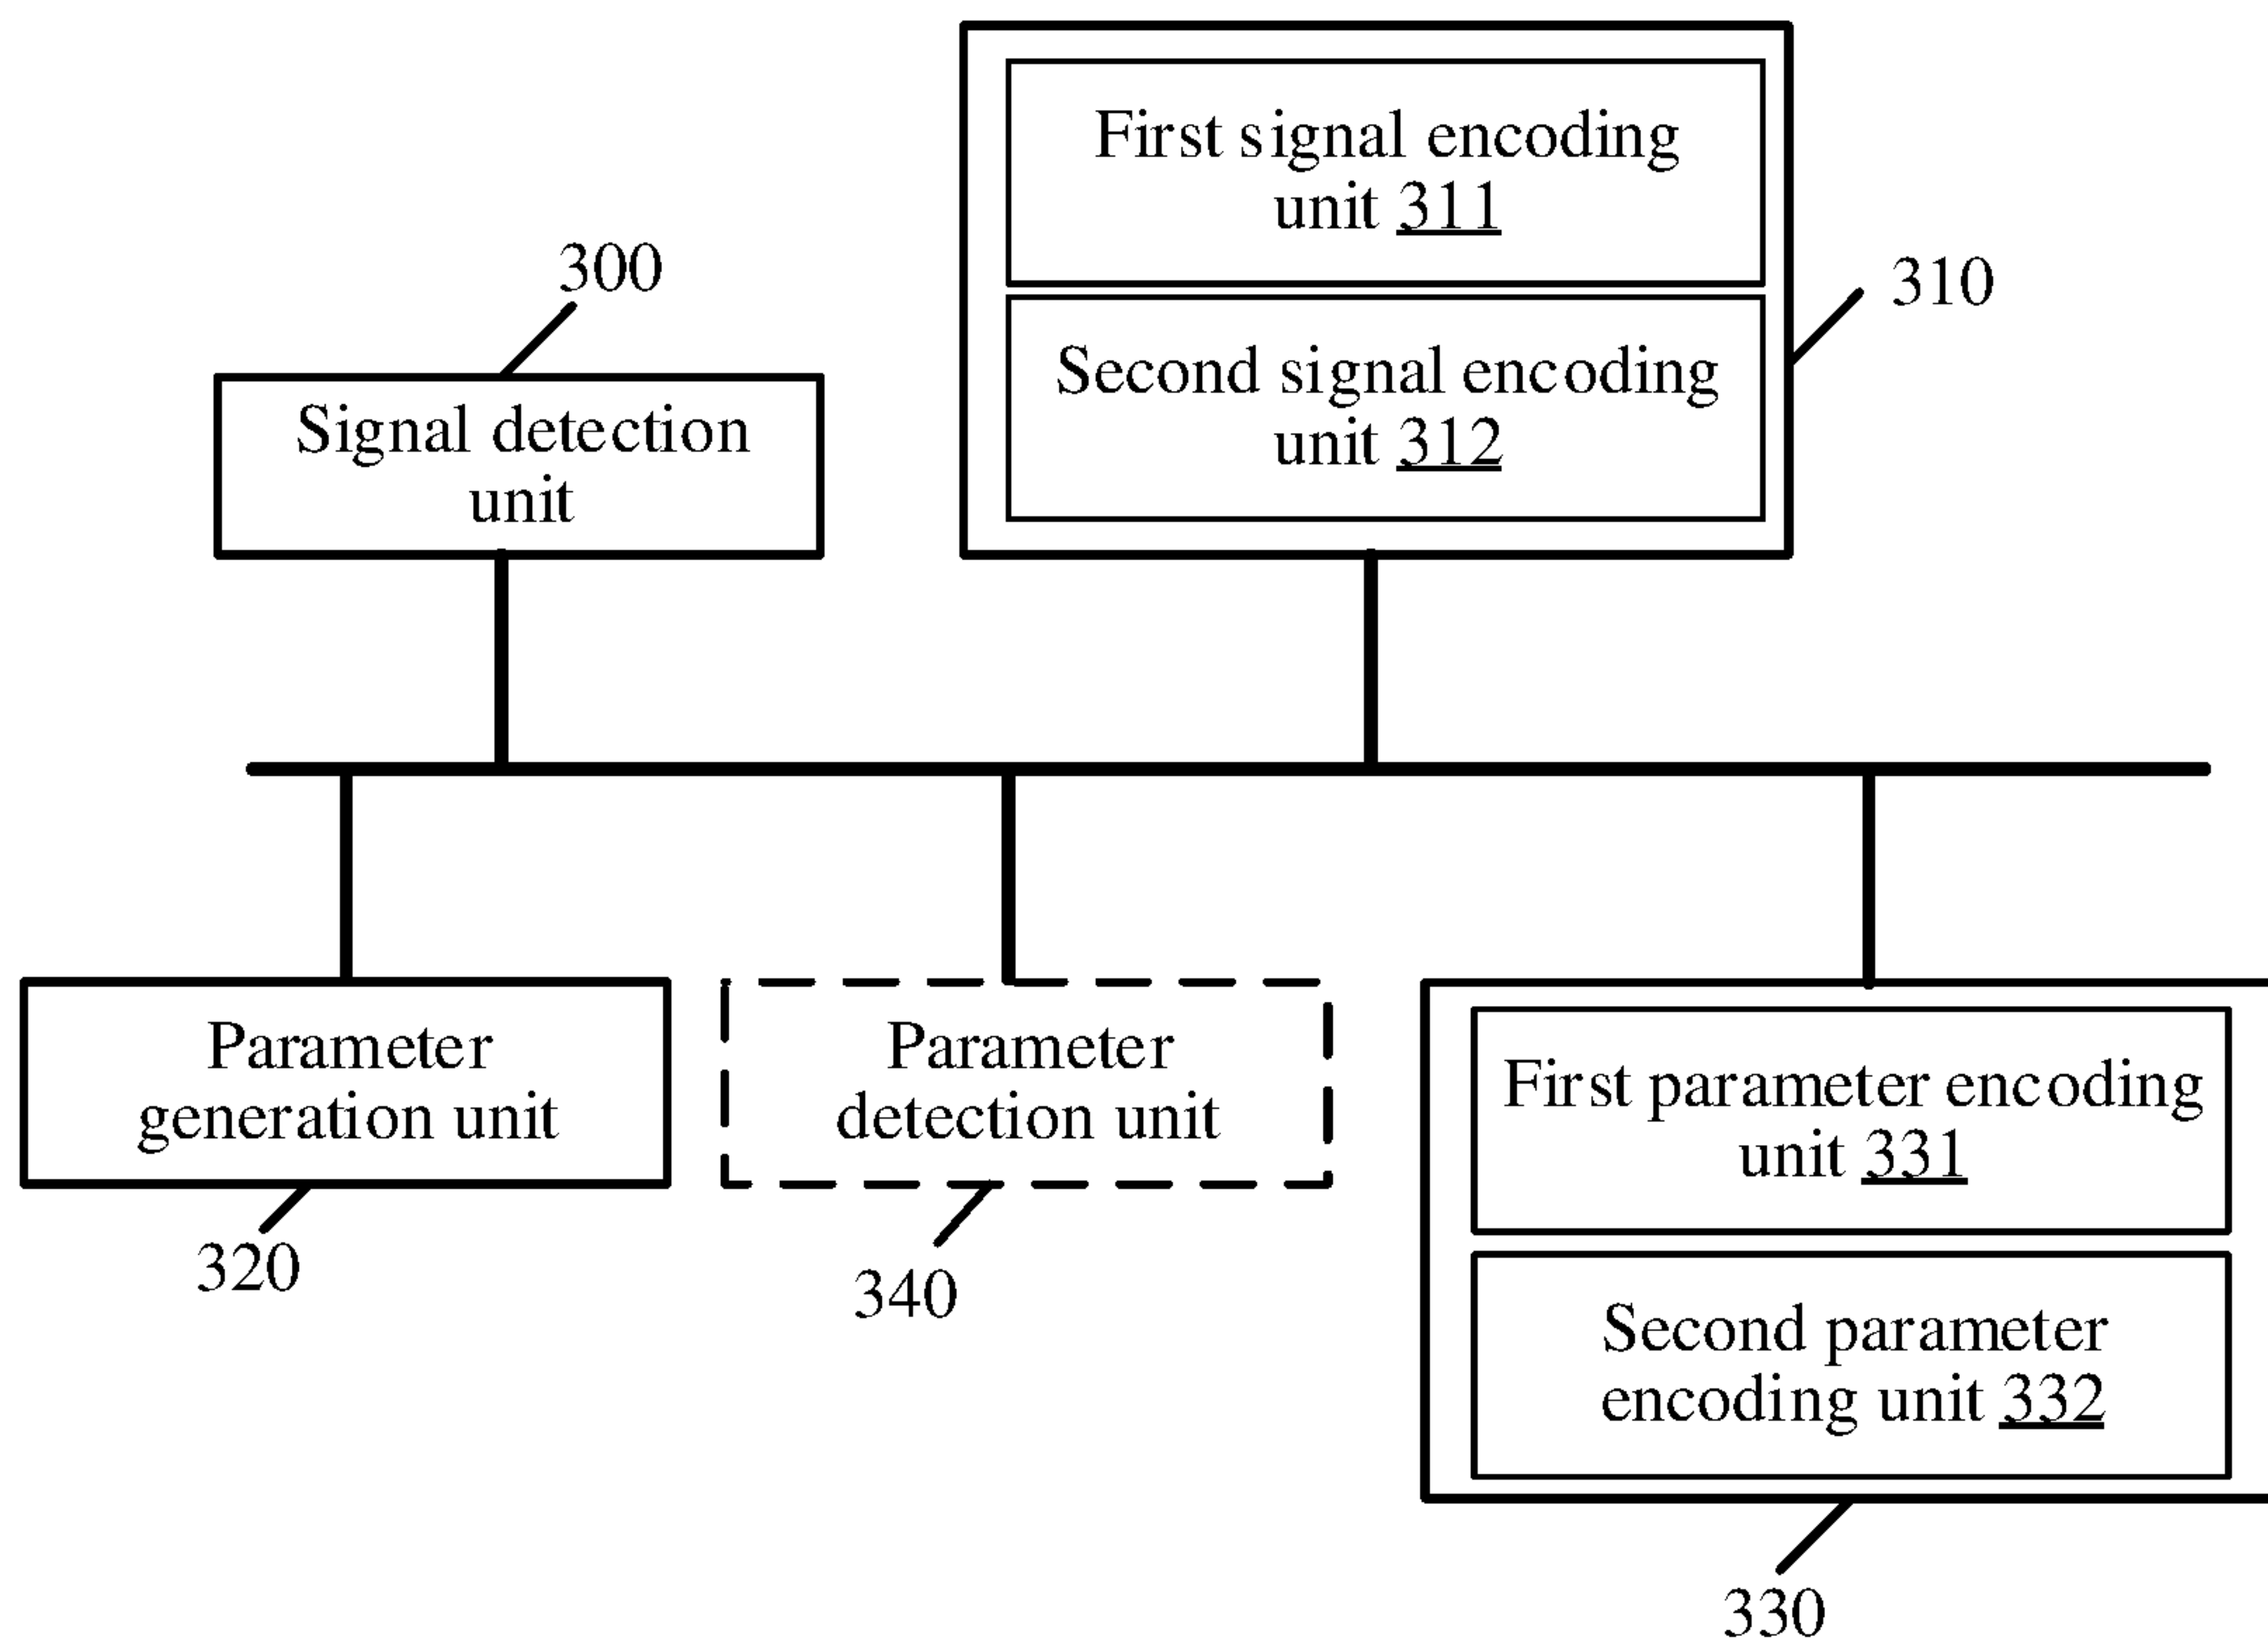 First signal encoding
unit 311
300
310
Second signal encoding
unit 312
Signal detection
unit
Parameter
generation unit
Parameter
detection unit
First parameter encoding
unit 331
320
340
Second parameter
encoding unit 332
330